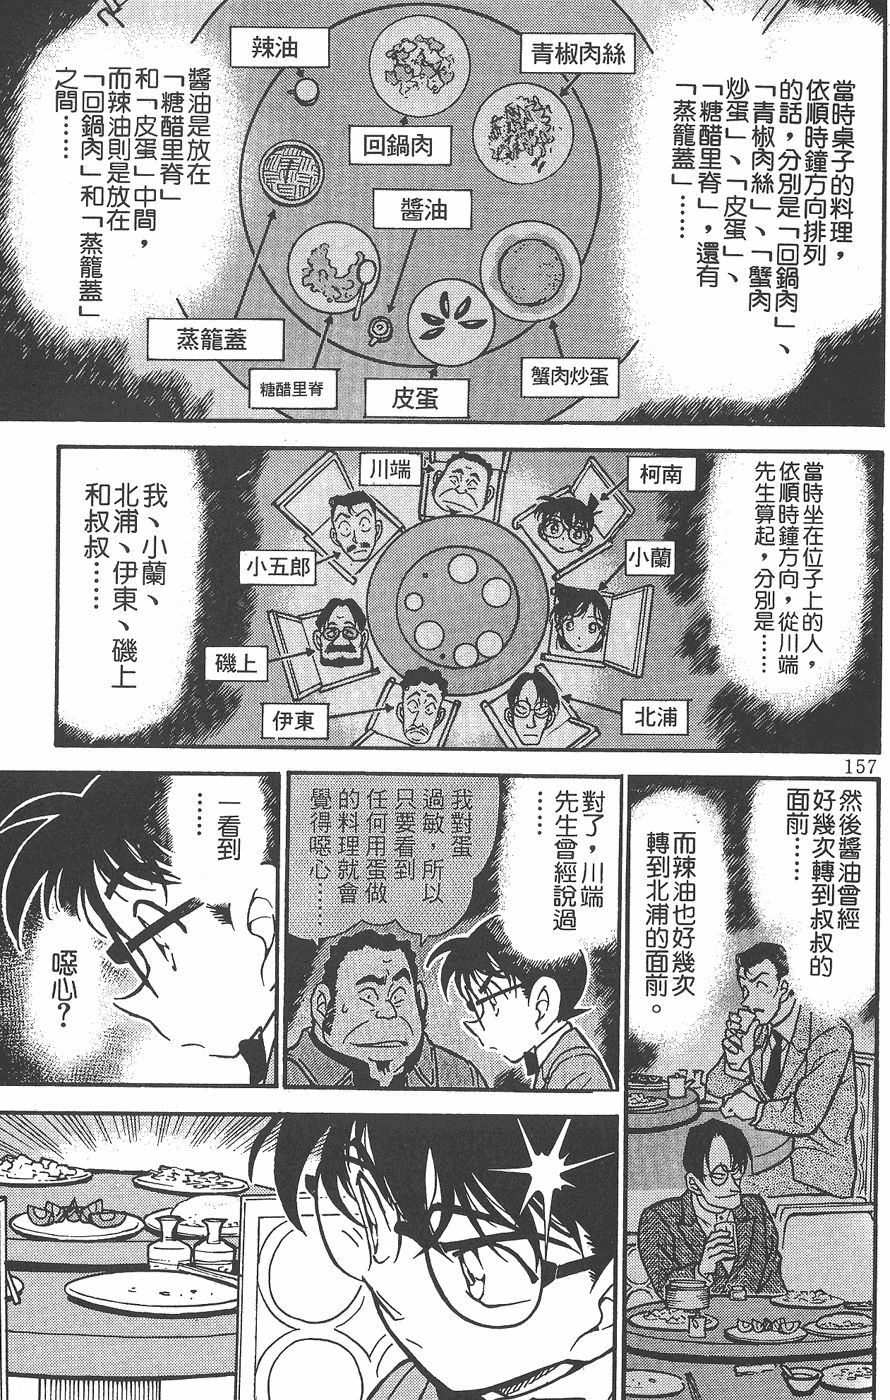 當時桌子的料理，
依順時鐘方向排列
的話，分別是「回鍋肉」、
「青椒肉絲」、「蟹肉
炒蛋」、「皮蛋」、
「糖醋里脊」，還有
「蒸籠蓋」……
青椒肉絲
辣油
回鍋肉
醬油
蒸籠蓋
糖醋里脊
皮蛋
蟹肉炒蛋
醬油是放在
「糖醋里脊」
和「皮蛋」中間，
而辣油則是放在
「回鍋肉」和「蒸籠蓋」
之間……
當時坐在位子上的人，
依順時鐘方向，從川端
先生算起，分別是……
川端
柯南
小蘭
小五郎
磯上
伊東
北浦
我、小蘭、
北浦、伊東、磯上
和叔叔……
157
然後醬油曾經
好幾次轉到叔叔的
面前……
而辣油也好幾次
轉到北浦的面前。
對了，川端
先生曾經說過
……
我對蛋
過敏，所以
只要看到
任何用蛋做
的料理就會
覺得噁心……
一看到
……
噁心？